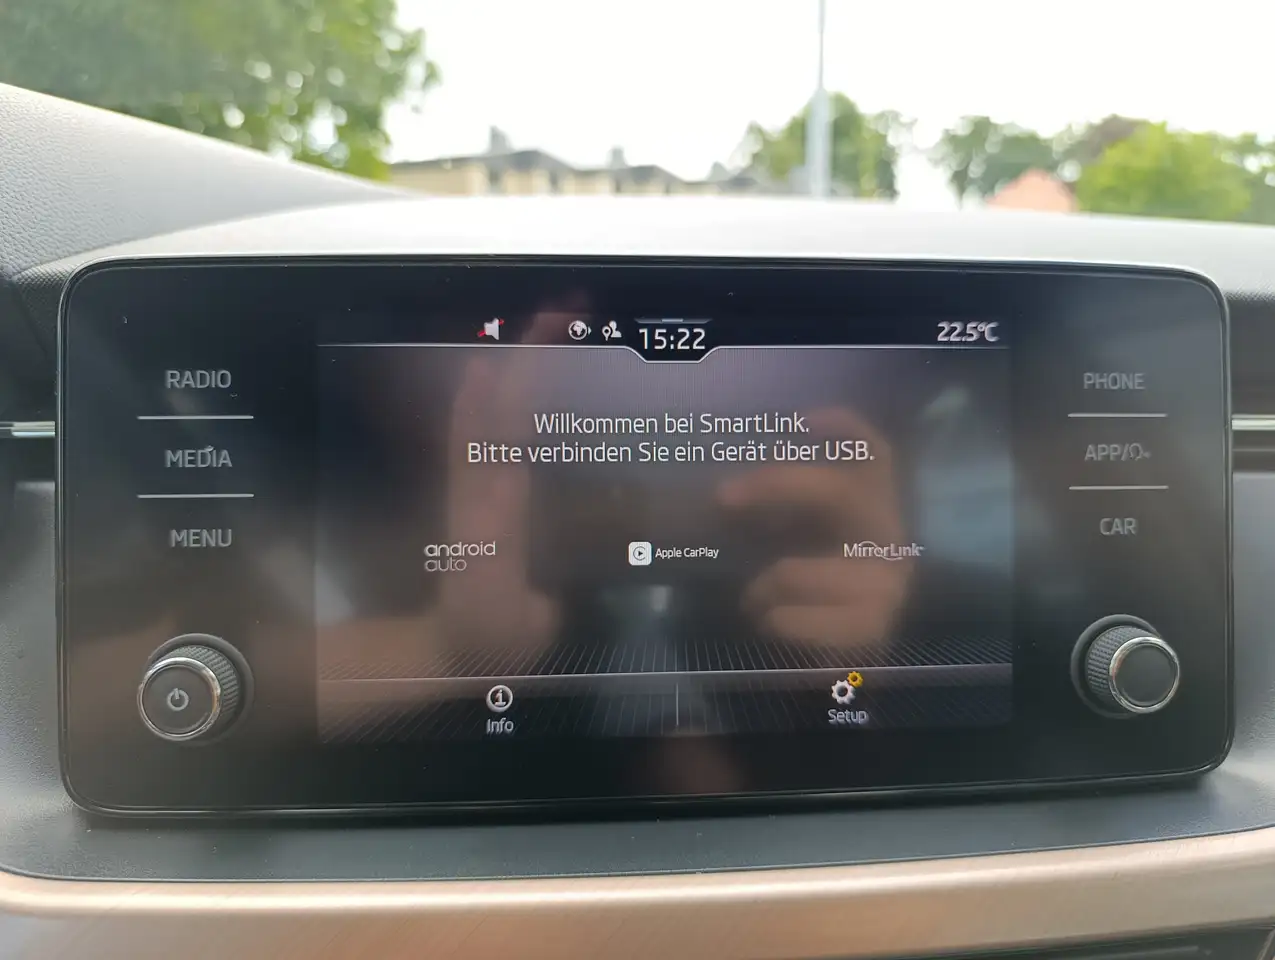 15:22
22.5°C
RADIO
MEDIA
MENU
Willkommen bei SmartLink.
Bitte verbinden Sie ein Gerät über USB.
android
auto
Apple CarPlay
MirrorLink
Info
Setup
PHONE
APP/
CAR